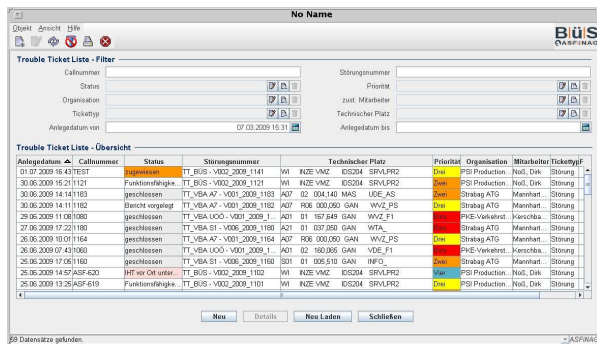 No Name
Objekt Ansicht Hilfe
BüS
ASFiNAG
Trouble Ticket Liste - Filter
Callnummer
Störungsnummer
Status
Priorität
Organisation
zust. Mitarbeiter
Tickettyp
Technischer Platz
Anlegedatum von 07.03.2009 15:31
Anlegedatum bis
Trouble Ticket Liste - Übersicht
Anlegedatum Callnummer Status Störungsnummer Technischer Platz Priorität Organisation Mitarbeiter Tickettyp F
01.07.2009 16:43 TEST zugewiesen TT_BÜS - V002_2009_1141 WI INZE VMZ IDS204 SRVLPR2 Drei PSI Production... Noß, Dirk Störung
30.06.2009 15:21 1121 Funktionsfähigke... TT_BÜS - V002_2009_1121 WI INZE VMZ IDS204 SRVLPR2 Drei PSI Production... Noß, Dirk Störung
30.06.2009 14:14 1183 geschlossen TT_VBA A7 - V001_2009_1183 A07 02 004,140 MAS VDE_AS Zwei Strabag ATG Mannhart... Störung
30.06.2009 14:11 1182 Bericht vorgelegt TT_VBA A7 - V001_2009_1182 A07 R06 000,050 GAN WVZ_PS Drei Strabag ATG Mannhart... Störung
29.06.2009 11:08 1080 geschlossen TT_VBA UOÖ - V001_2009_1... A01 01 167,649 GAN WVZ_F1 Eins PKE-Verkehrst... Kerschba... Störung
27.06.2009 17:22 1180 geschlossen TT_VBA S1 - V006_2009_1180 A21 01 037,050 GAN WTA_ Eins Strabag ATG Mannhart... Störung
26.06.2009 10:01 1164 geschlossen TT_VBA A7 - V001_2009_1164 A07 R06 000,050 GAN WVZ_PS Drei Strabag ATG Mannhart... Störung
26.06.2009 07:43 1060 geschlossen TT_VBA UOÖ - V001_2009_1... A01 02 160,865 GAN VDE_F1 Eins PKE-Verkehrst... Kerschba... Störung
25.06.2009 17:05 1160 geschlossen TT_VBA S1 - V006_2009_1160 S01 01 005,510 GAN INFO_ Zwei Strabag ATG Mannhart... Störung
25.06.2009 14:57 ASF-620 IHT vor Ort unter... TT_BÜS - V002_2009_1102 WI INZE VMZ IDS204 SRVLPR2 Vier PSI Production... Noß, Dirk Störung
25.06.2009 13:25 ASF-619 Funktionsfähigke... TT_BÜS - V002_2009_1101 WI INZE VMZ IDS204 SRVLPR2 Drei PSI Production... Noß, Dirk Störung
Neu Details Neu Laden Schließen
59 Datensätze gefunden.
ASFiNAG